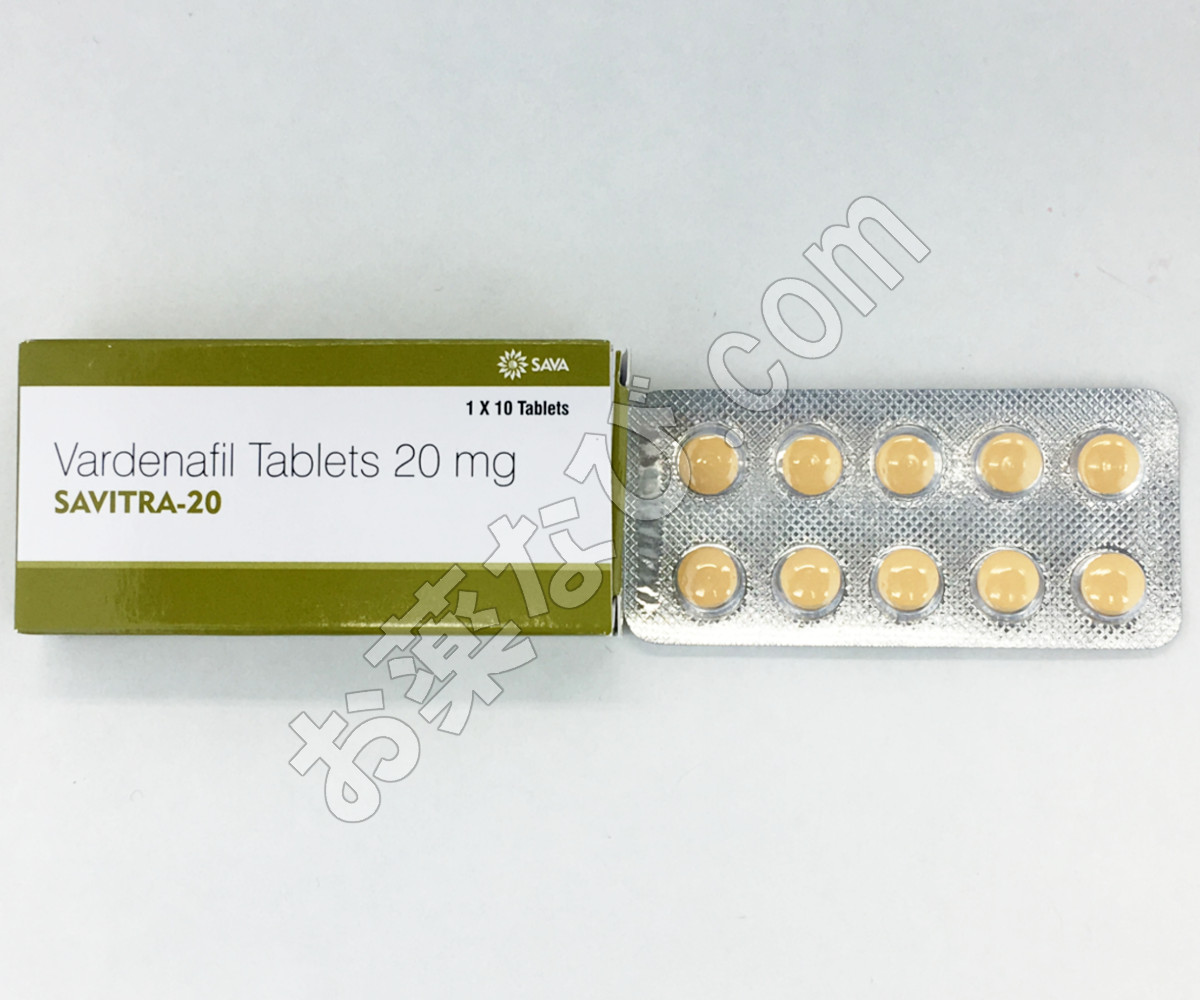 SAVA
1 X 10 Tablets
Vardenafil Tablets 20 mg
SAVITRA-20
お薬なび.com